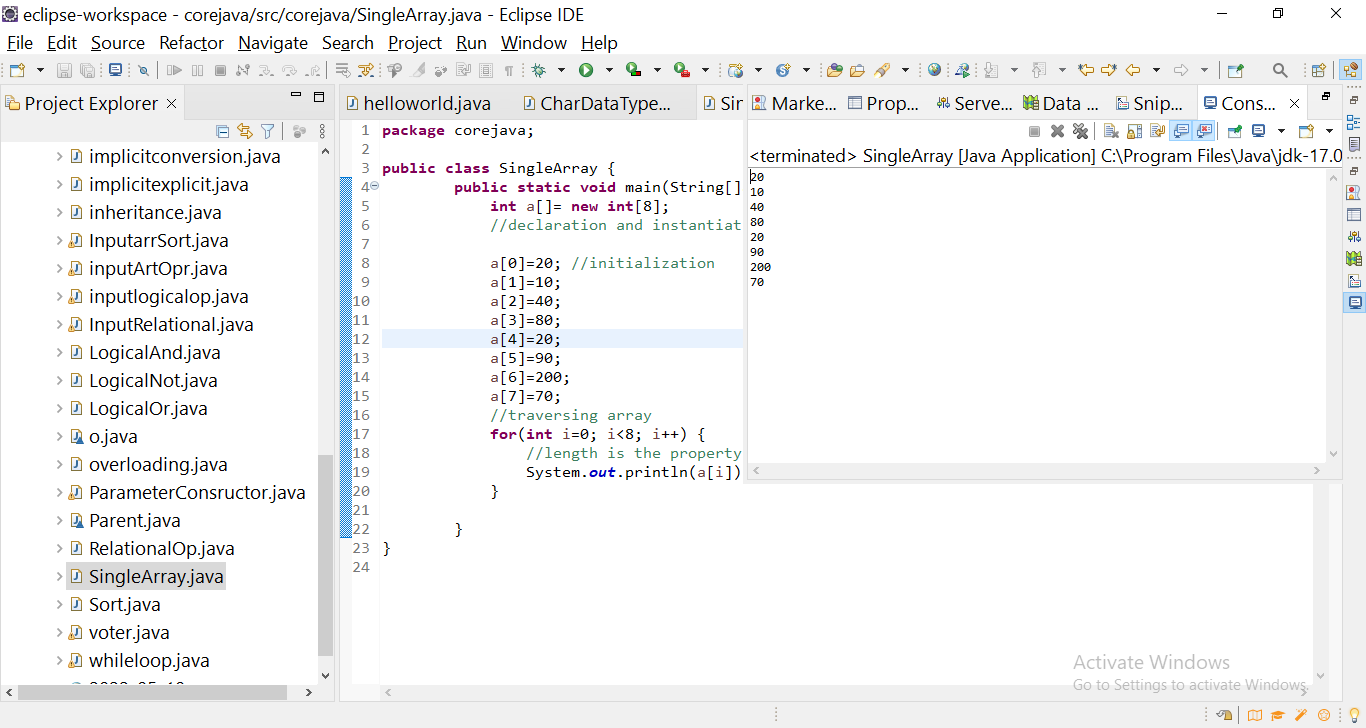 eclipse-workspace - corejava/src/corejava/SingleArray.java - Eclipse IDE
File Edit Source Refactor Navigate Search Project Run Window Help
Project Explorer
implicitconversion.java
implicitexplicit.java
inheritance.java
InputarrSort.java
inputArtOpr.java
inputlogicalop.java
InputRelational.java
LogicalAnd.java
LogicalNot.java
LogicalOr.java
o.java
overloading.java
ParameterConsructor.java
Parent.java
RelationalOp.java
SingleArray.java
Sort.java
voter.java
whileloop.java
helloworld.java CharDataType... Sir
1 package corejava;
2
3 public class SingleArray {
4 public static void main(String[]
5 int a[]= new int[8];
6 //declaration and instantiat
7
8 a[0]=20; //initialization
9 a[1]=10;
10 a[2]=40;
11 a[3]=80;
12 a[4]=20;
13 a[5]=90;
14 a[6]=200;
15 a[7]=70;
16 //traversing array
17 for(int i=0; i<8; i++) {
18 //length is the property
19 System.out.println(a[i])
20 }
21
22 }
23 }
24
Marke... Prop... Serve... Data ... Snip... Cons...
<terminated> SingleArray [Java Application] C:\Program Files\Java\jdk-17.0
20
10
40
80
20
90
200
70
Activate Windows
Go to Settings to activate Windows.